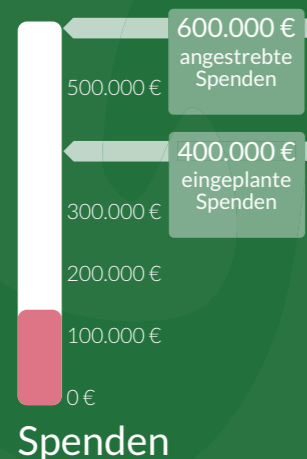 600.000 €
angestrebte
Spenden
500.000 €
400.000 €
eingeplante
Spenden
300.000 €
200.000 €
100.000 €
0 €
Spenden